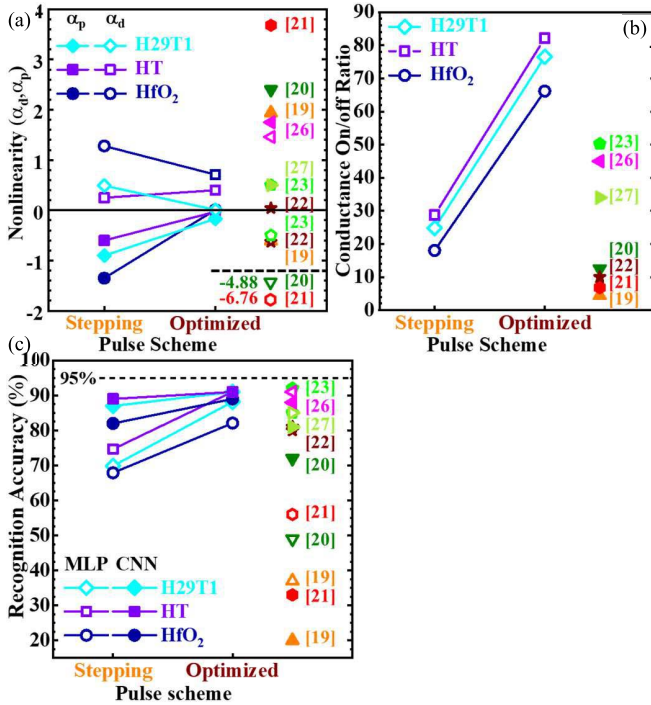 (a)
αp αd
H29T1
HT
HfO2
Nonlinearity (αd,αp)
4
3
2
1
0
-1
-2
[21]
[20]
[19]
[26]
[27]
[23]
[22]
[23]
[22]
[19]
-4.88 [20]
-6.76 [21]
Stepping Optimized
Pulse Scheme
(b)
H29T1
HT
HfO2
Conductance On/off Ratio
90
80
70
60
50
40
30
20
10
0
[23]
[26]
[27]
[20]
[22]
[21]
[19]
Stepping Optimized
Pulse Scheme
(c)
Recognition Accuracy (%)
100
90
80
70
60
50
40
30
20
95%
[23]
[26]
[27]
[22]
[20]
[21]
[20]
[19]
[21]
[19]
MLP CNN
H29T1
HT
HfO2
Stepping Optimized
Pulse scheme